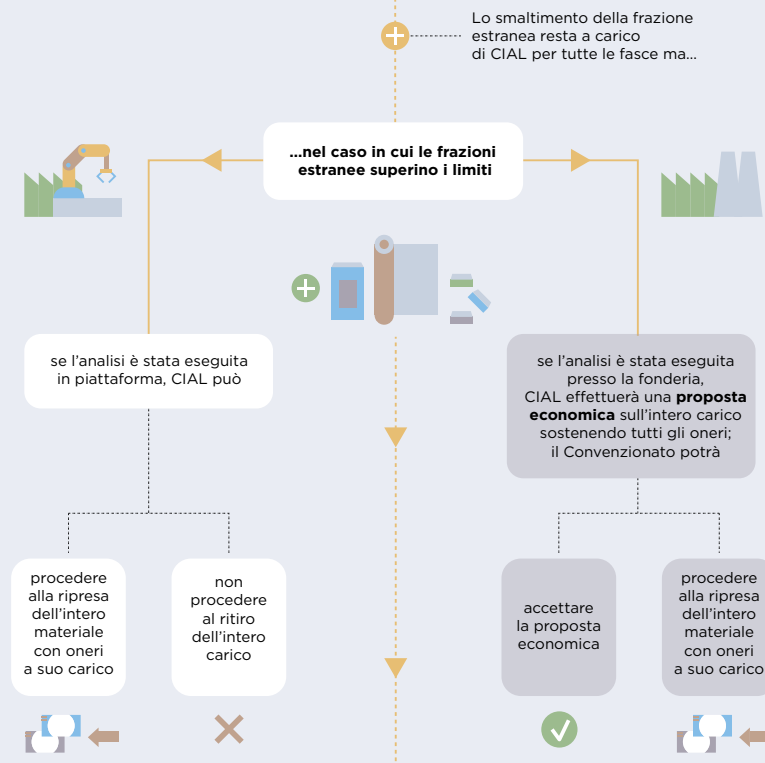 Lo smaltimento della frazione
estranea resta a carico
di CIAL per tutte le fasce ma...
...nel caso in cui le frazioni
estranee superino i limiti
se l'analisi è stata eseguita
in piattaforma, CIAL può
se l'analisi è stata eseguita
presso la fonderia,
CIAL effettuerà una proposta
economica sull'intero carico
sostenendo tutti gli oneri;
il Convenzionato potrà
procedere
alla ripresa
dell'intero
materiale
con oneri
a suo carico
non
procedere
al ritiro
dell'intero
carico
accettare
la proposta
economica
procedere
alla ripresa
dell'intero
materiale
con oneri
a suo carico